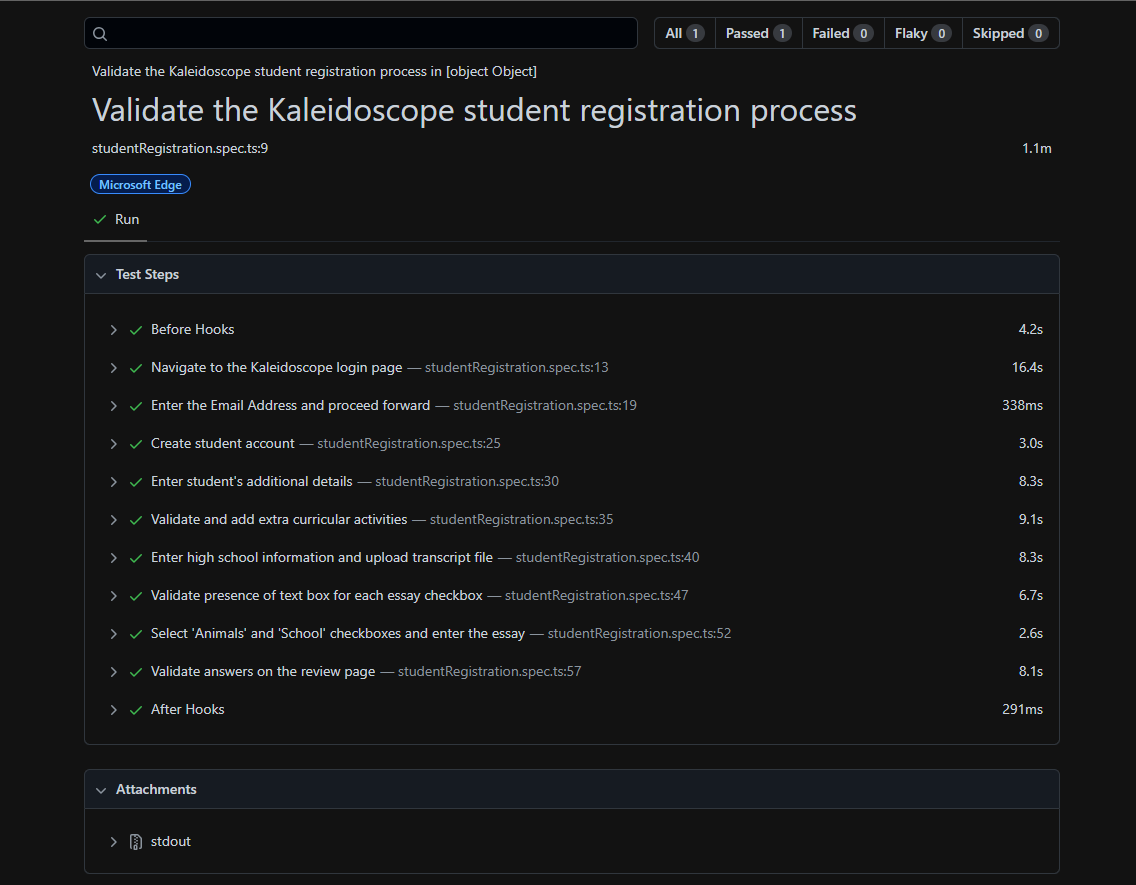 All 1 Passed 1 Failed 0 Flaky 0 Skipped 0
Validate the Kaleidoscope student registration process in [object Object]
Validate the Kaleidoscope student registration process
studentRegistration.spec.ts:9 1.1m
Microsoft Edge
Run
Test Steps
Before Hooks 4.2s
Navigate to the Kaleidoscope login page — studentRegistration.spec.ts:13 16.4s
Enter the Email Address and proceed forward — studentRegistration.spec.ts:19 338ms
Create student account — studentRegistration.spec.ts:25 3.0s
Enter student's additional details — studentRegistration.spec.ts:30 8.3s
Validate and add extra curricular activities — studentRegistration.spec.ts:35 9.1s
Enter high school information and upload transcript file — studentRegistration.spec.ts:40 8.3s
Validate presence of text box for each essay checkbox — studentRegistration.spec.ts:47 6.7s
Select 'Animals' and 'School' checkboxes and enter the essay — studentRegistration.spec.ts:52 2.6s
Validate answers on the review page — studentRegistration.spec.ts:57 8.1s
After Hooks 291ms
Attachments
stdout